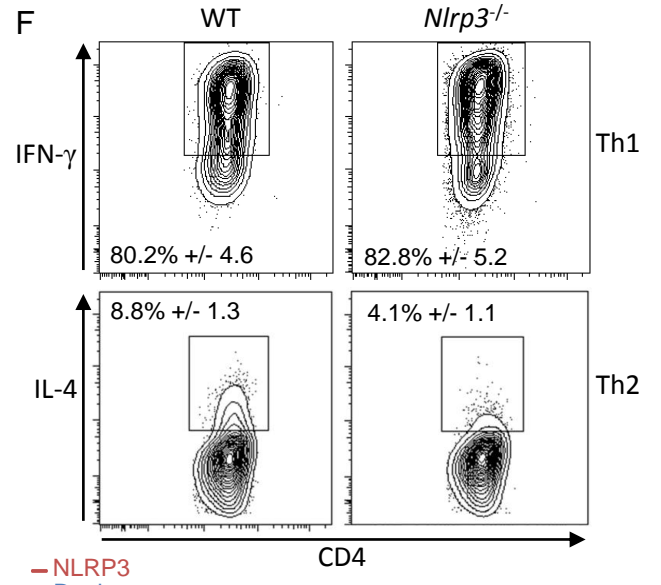 F
WT Nlrp3-/-
IFN-γ
Th1
80.2% +/- 4.6 82.8% +/- 5.2
8.8% +/- 1.3 4.1% +/- 1.1
IL-4
Th2
CD4
NLRP3